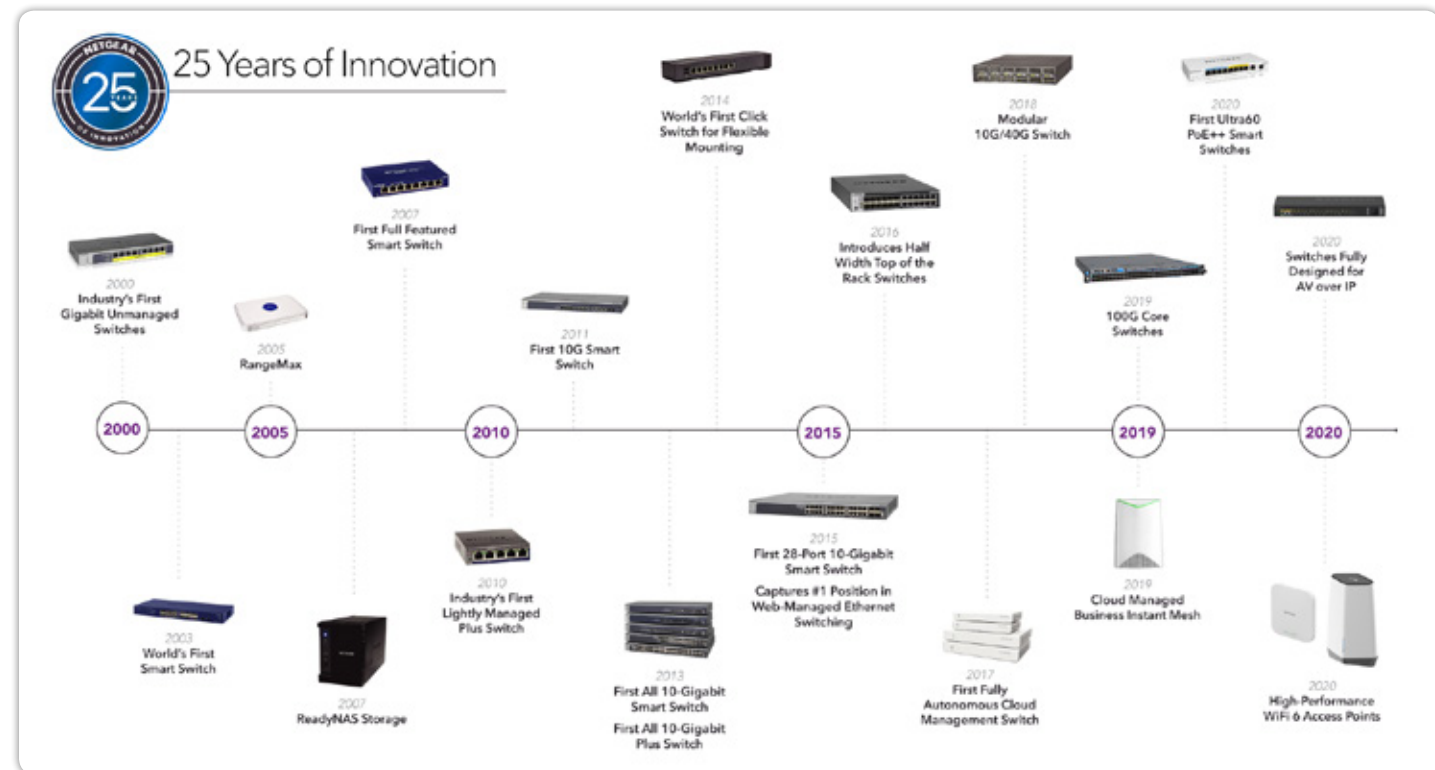 NETGEAR
25
YEARS
OF INNOVATION
25 Years of Innovation
2014
World's First Click
Switch for Flexible
Mounting
2018
Modular
10G/40G Switch
2020
First Ultra60
PoE++ Smart
Switches
2007
First Full Featured
Smart Switch
2016
Introduces Half
Width Top of the
Rack Switches
2020
Switches Fully
Designed for
AV over IP
2000
Industry's First
Gigabit Unmanaged
Switches
2005
RangeMax
2011
First 10G Smart
Switch
2019
100G Core
Switches
2000
2005
2010
2015
2019
2020
2003
World's First
Smart Switch
2007
ReadyNAS Storage
2010
Industry's First
Lightly Managed
Plus Switch
2013
First All 10-Gigabit
Smart Switch
First All 10-Gigabit
Plus Switch
2015
First 28-Port 10-Gigabit
Smart Switch
Captures #1 Position in
Web-Managed Ethernet
Switching
2017
First Fully
Autonomous Cloud
Management Switch
2019
Cloud Managed
Business Instant Mesh
2020
High-Performance
WiFi 6 Access Points